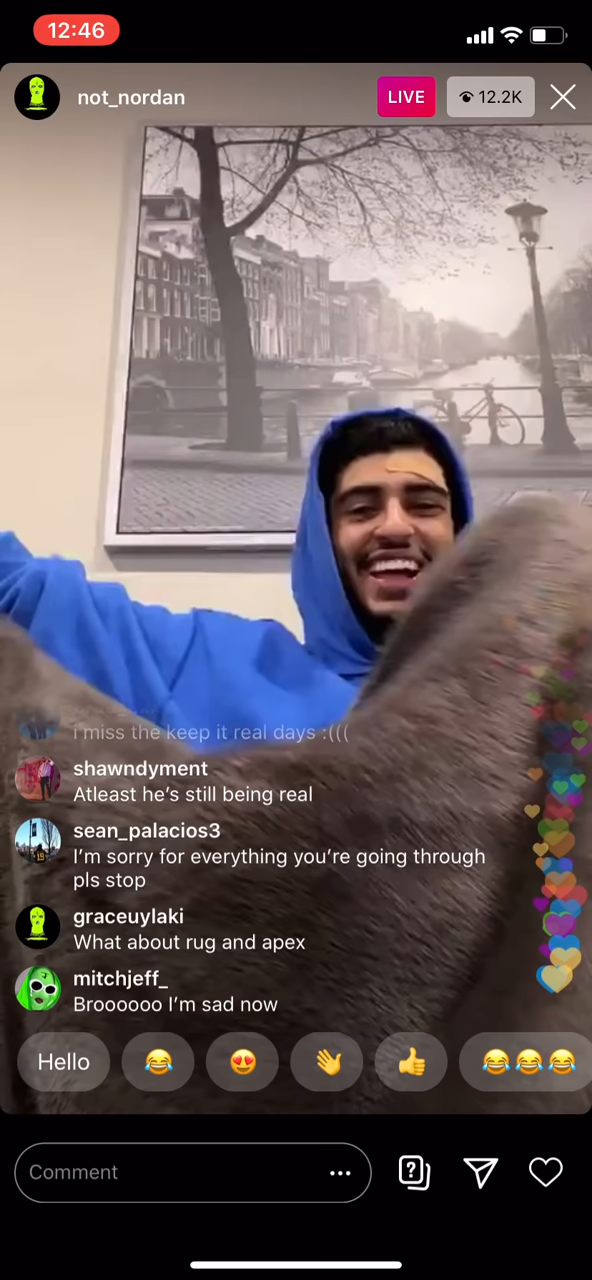 12:46
not_nordan
LIVE
12.2K
i miss the keep it real days :(((
shawndyment
Atleast he's still being real
sean_palacios3
I'm sorry for everything you're going through
pls stop
graceuylaki
What about rug and apex
mitchjeff_
Broooooo I'm sad now
Hello
Comment